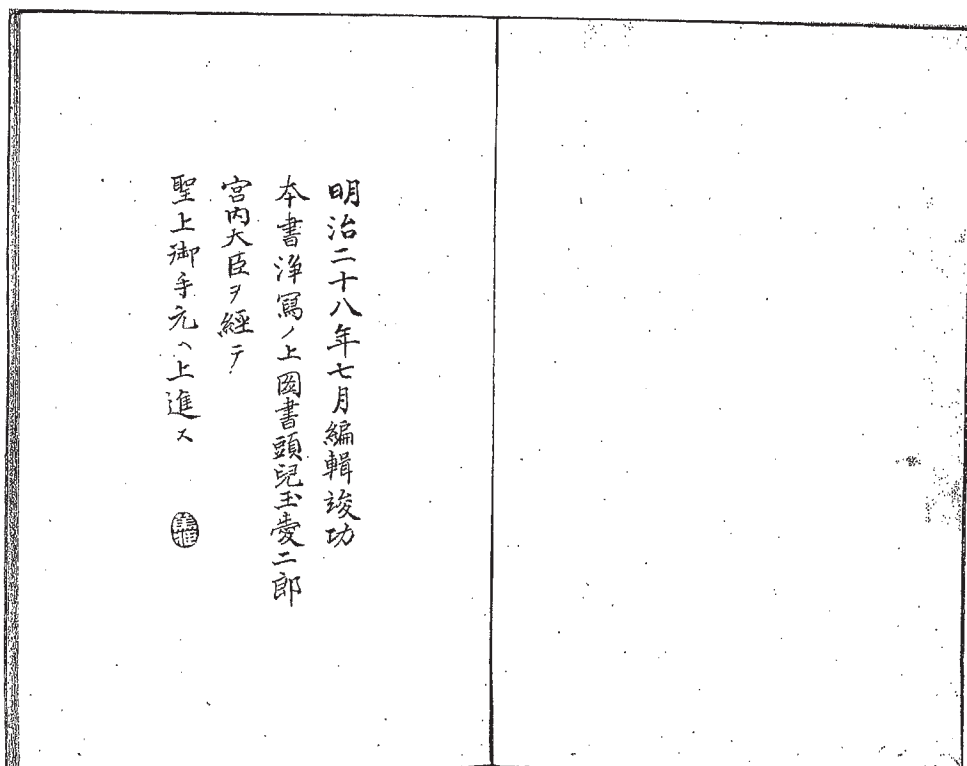 明治二十八年七月編輯竣功
本書淨寫ノ上圖書頭兒玉愛二郎
宮内大臣ヲ經テ
聖上御手元ヘ上進ス